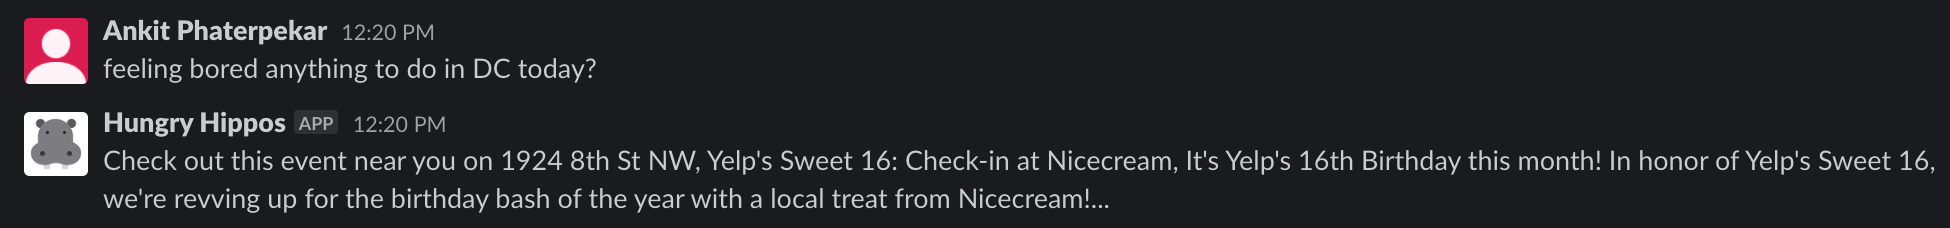 Ankit Phaterpekar 12:20 PM
feeling bored anything to do in DC today?
Hungry Hippos APP 12:20 PM
Check out this event near you on 1924 8th St NW, Yelp's Sweet 16: Check-in at Nicecream, It's Yelp's 16th Birthday this month! In honor of Yelp's Sweet 16,
we're revving up for the birthday bash of the year with a local treat from Nicecream!...